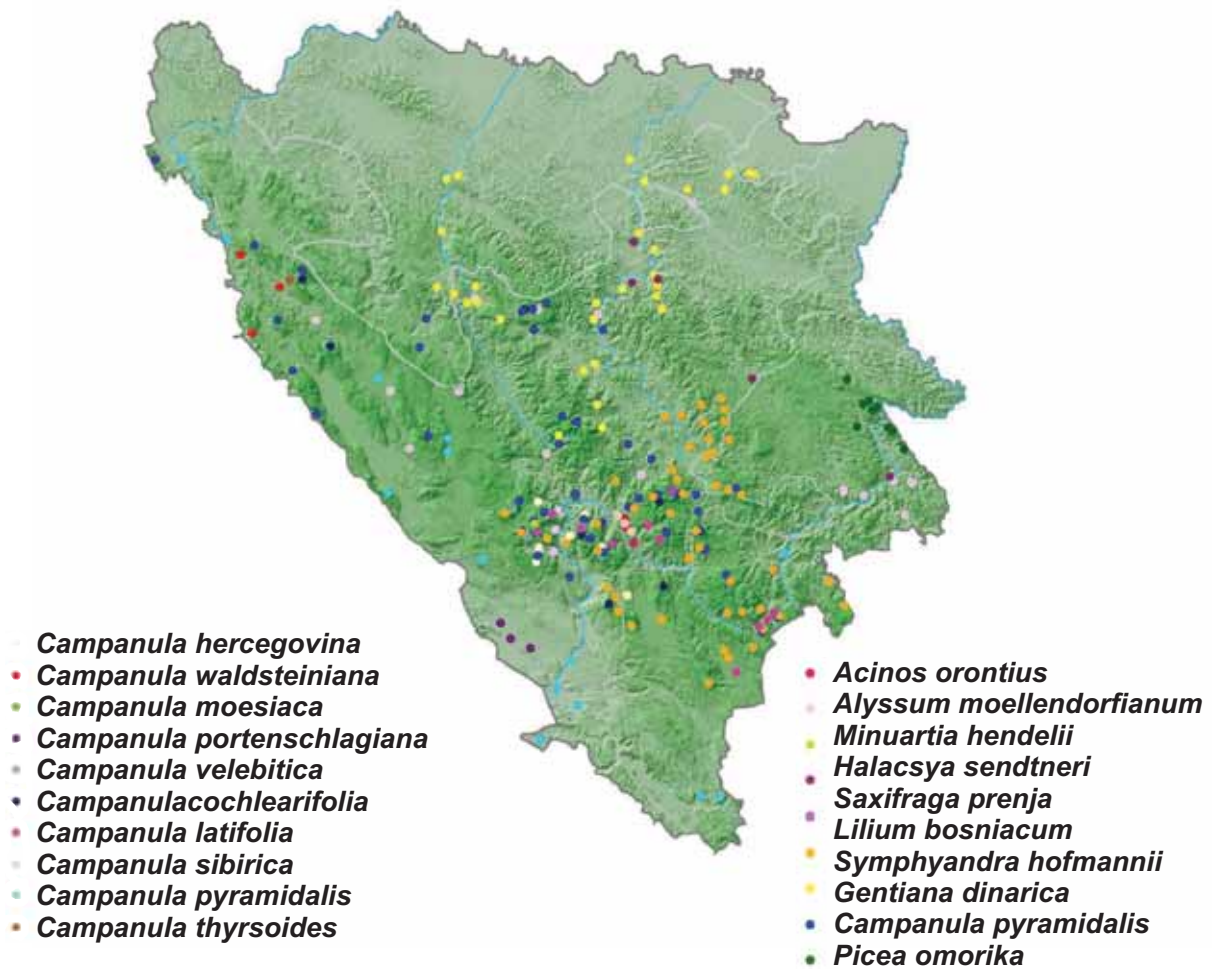 Campanula hercegovina
Campanula waldsteiniana
Campanula moesiaca
Campanula portenschlagiana
Campanula velebitica
Campanulacochlearifolia
Campanula latifolia
Campanula sibirica
Campanula pyramidalis
Campanula thyrsoides
Acinos orontius
Alyssum moellendorfianum
Minuartia hendelii
Halacsya sendtneri
Saxifraga prenja
Lilium bosniacum
Symphyandra hofmannii
Gentiana dinarica
Campanula pyramidalis
Picea omorika